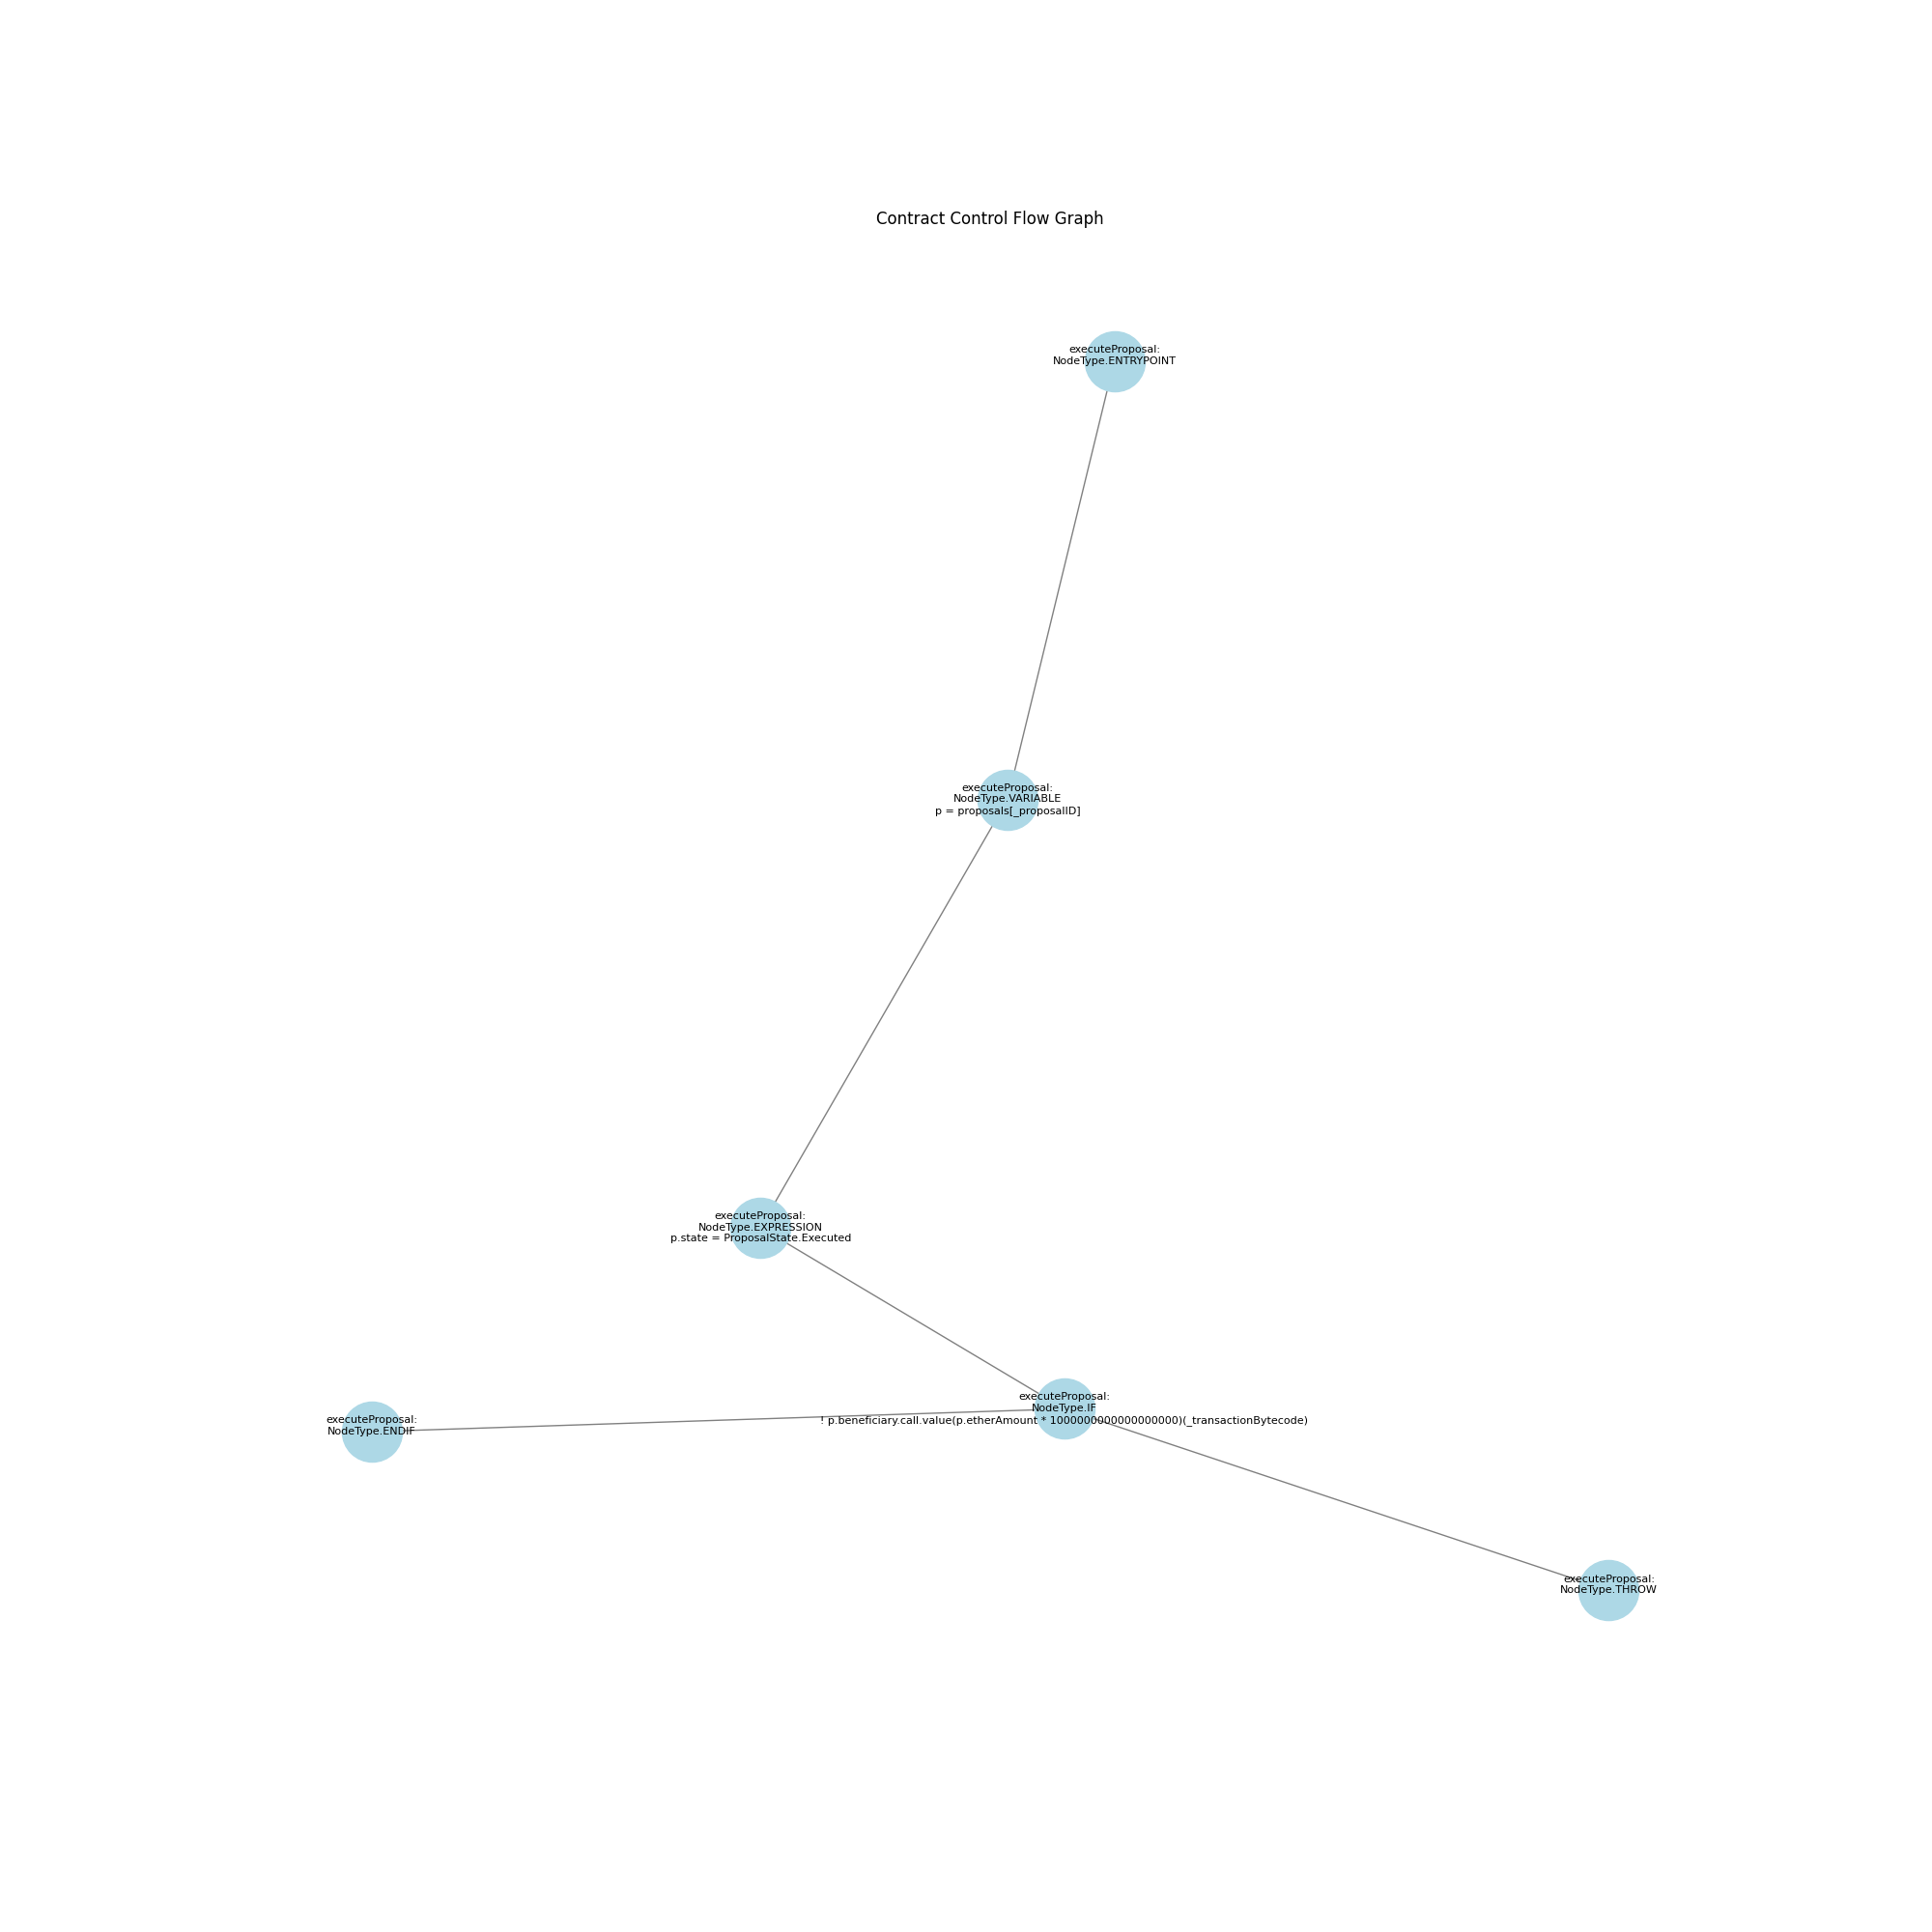 Contract Control Flow Graph
executeProposal:
NodeType.ENTRYPOINT
executeProposal:
NodeType.VARIABLE
p = proposals[_proposalID]
executeProposal:
NodeType.EXPRESSION
p.state = ProposalState.Executed
executeProposal:
NodeType.IF
! p.beneficiary.call.value(p.etherAmount * 1000000000000000000)(_transactionBytecode)
executeProposal:
NodeType.ENDIF
executeProposal:
NodeType.THROW